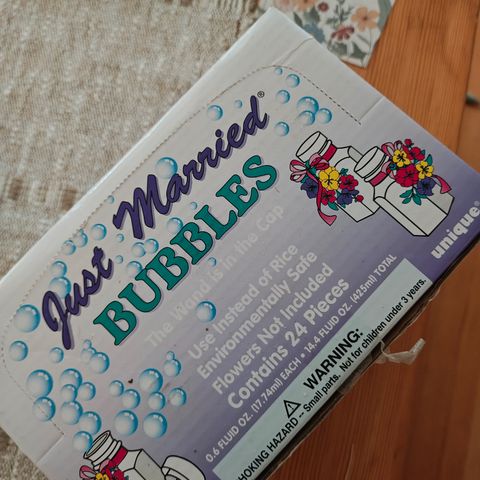 Just Married®
BUBBLES
The Wand is in the Cap
Use Instead of Rice
Environmentally Safe
Flowers Not Included
Contains 24 Pieces
0.6 FLUID OZ. (17.74ml) EACH • 14.4 FLUID OZ. (425ml) TOTAL
unique®
WARNING:
HOKING HAZARD -- Small parts. Not for children under 3 years.